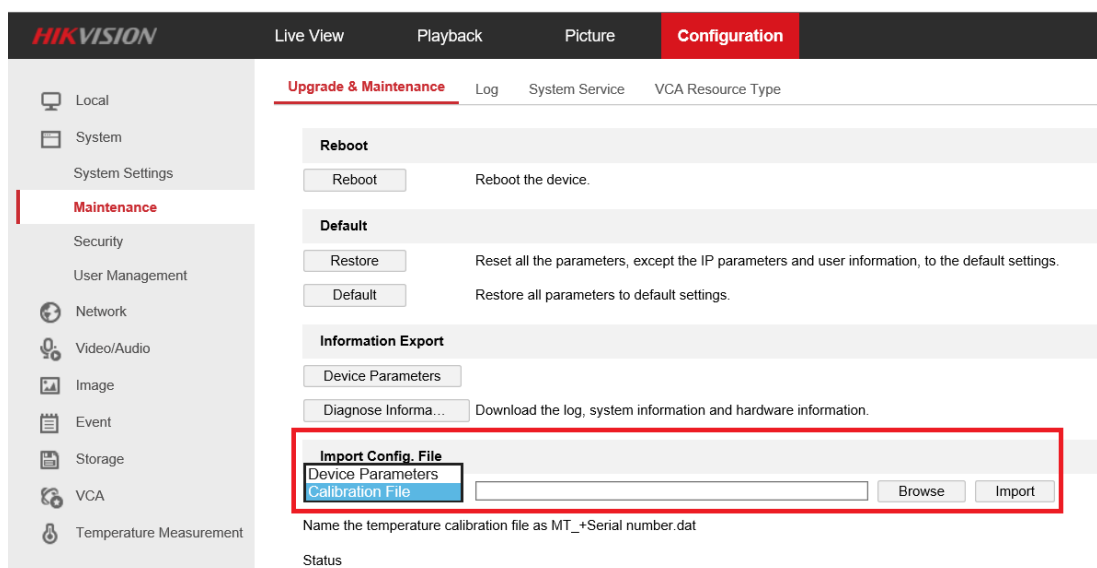 HIKVISION Live View Playback Picture Configuration
Local
System
System Settings
Maintenance
Security
User Management
Network
Video/Audio
Image
Event
Storage
VCA
Temperature Measurement
Upgrade & Maintenance Log System Service VCA Resource Type
Reboot
Reboot Reboot the device.
Default
Restore Reset all the parameters, except the IP parameters and user information, to the default settings.
Default Restore all parameters to default settings.
Information Export
Device Parameters
Diagnose Informa... Download the log, system information and hardware information.
Import Config. File
Device Parameters
Calibration File Browse Import
Name the temperature calibration file as MT_+Serial number.dat
Status